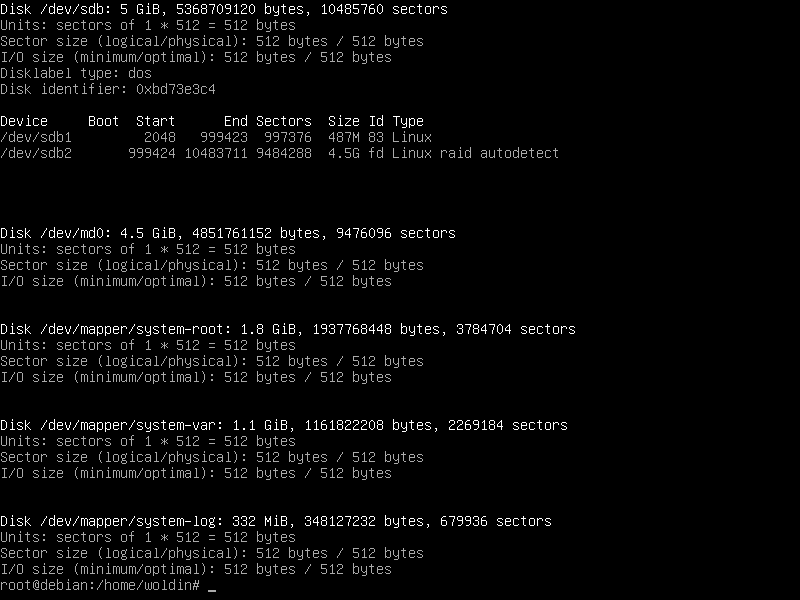 Disk /dev/sdb: 5 GiB, 5368709120 bytes, 10485760 sectors
Units: sectors of 1 * 512 = 512 bytes
Sector size (logical/physical): 512 bytes / 512 bytes
I/O size (minimum/optimal): 512 bytes / 512 bytes
Disklabel type: dos
Disk identifier: 0xbd73e3c4
Device     Boot  Start      End Sectors  Size Id Type
/dev/sdb1         2048   999423  997376  487M 83 Linux
/dev/sdb2       999424 10483711 9484288  4.5G fd Linux raid autodetect
Disk /dev/md0: 4.5 GiB, 4851761152 bytes, 9476096 sectors
Units: sectors of 1 * 512 = 512 bytes
Sector size (logical/physical): 512 bytes / 512 bytes
I/O size (minimum/optimal): 512 bytes / 512 bytes
Disk /dev/mapper/system-root: 1.8 GiB, 1937768448 bytes, 3784704 sectors
Units: sectors of 1 * 512 = 512 bytes
Sector size (logical/physical): 512 bytes / 512 bytes
I/O size (minimum/optimal): 512 bytes / 512 bytes
Disk /dev/mapper/system-var: 1.1 GiB, 1161822208 bytes, 2269184 sectors
Units: sectors of 1 * 512 = 512 bytes
Sector size (logical/physical): 512 bytes / 512 bytes
I/O size (minimum/optimal): 512 bytes / 512 bytes
Disk /dev/mapper/system-log: 332 MiB, 348127232 bytes, 679936 sectors
Units: sectors of 1 * 512 = 512 bytes
Sector size (logical/physical): 512 bytes / 512 bytes
I/O size (minimum/optimal): 512 bytes / 512 bytes
root@debian:/home/woldin# _